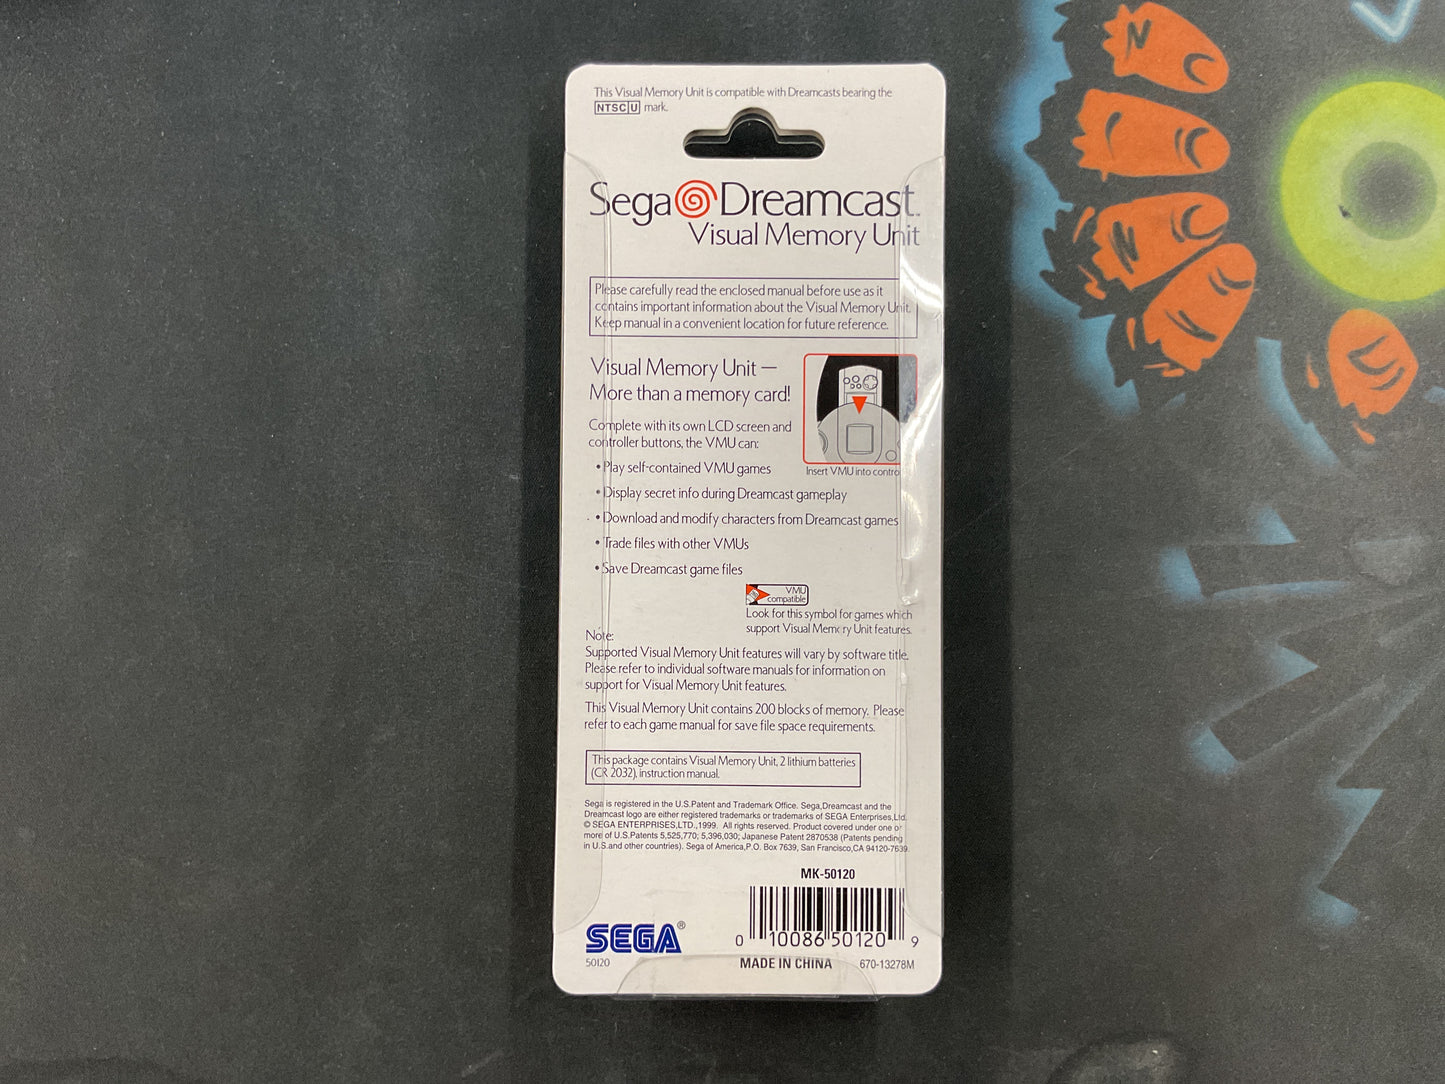 This Visual Memory Unit is compatible with Dreamcasts bearing the
NTSC U mark.
Sega Dreamcast
Visual Memory Unit
Please carefully read the enclosed manual before use as it
contains important information about the Visual Memory Unit.
Keep manual in a convenient location for future reference.
Visual Memory Unit —
More than a memory card!
Complete with its own LCD screen and
controller buttons, the VMU can:
Insert VMU into
• Play self-contained VMU games
• Display secret info during Dreamcast gameplay
• Download and modify characters from Dreamcast games
• Trade files with other VMUs
• Save Dreamcast game files
VMU
compatible
Look for this symbol for games which
support Visual Memory Unit features.
Note:
Supported Visual Memory Unit features will vary by software title.
Please refer to individual software manuals for information on
support for Visual Memory Unit features.
This Visual Memory Unit contains 200 blocks of memory. Please
refer to each game manual for save file space requirements.
This package contains Visual Memory Unit, 2 lithium batteries
(CR 2032), instruction manual.
Sega is registered in the U.S.Patent and Trademark Office. Sega,Dreamcast and the
Dreamcast logo are either registered trademarks or trademarks of SEGA Enterprises,Ltd.
© SEGA ENTERPRISES,LTD.,1999. All rights reserved. Product covered under one or
more of U.S.Patents 5,525,770; 5,396,030; Japanese Patent 2870538 (Patents pending
in U.S.and other countries). Sega of America,P.O. Box 7639, San Francisco,CA 94120-7639.
MK-50120
0 10086 50120 9
SEGA®
50120
MADE IN CHINA
670-13278M